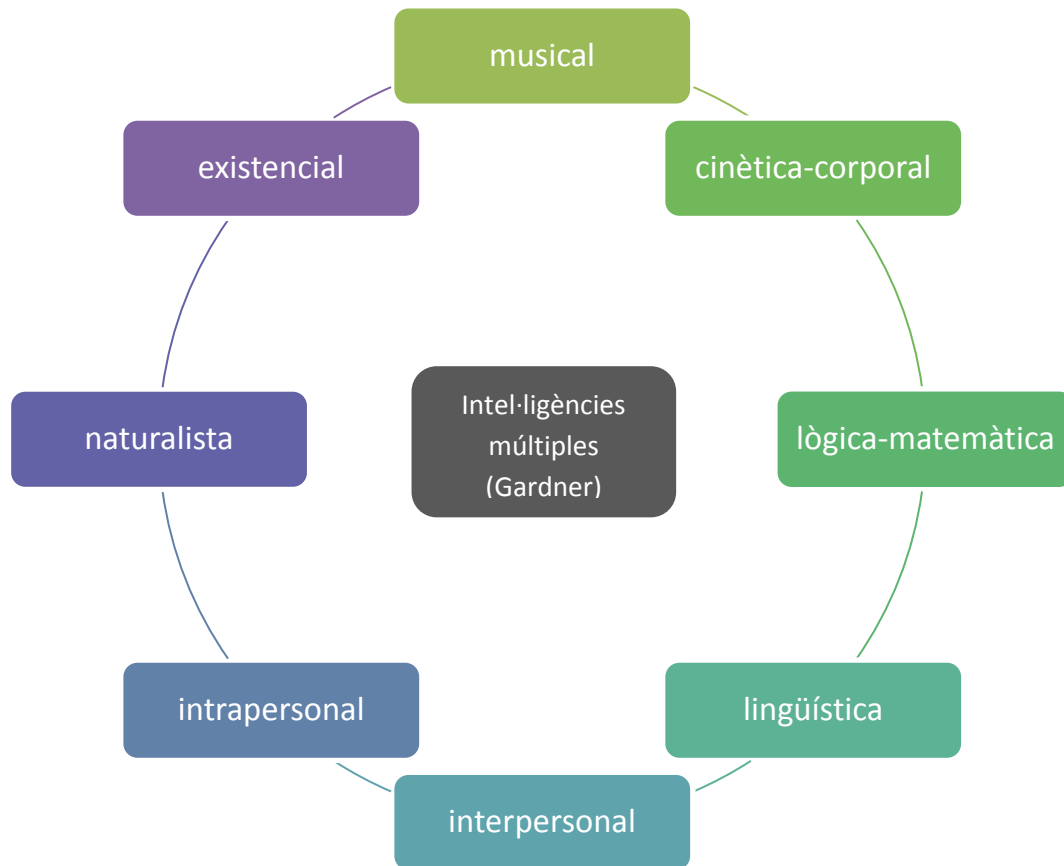 musical
cinètica-corporal
lògica-matemàtica
lingüística
interpersonal
intrapersonal
naturalista
existencial
Intel·ligències
múltiples
(Gardner)